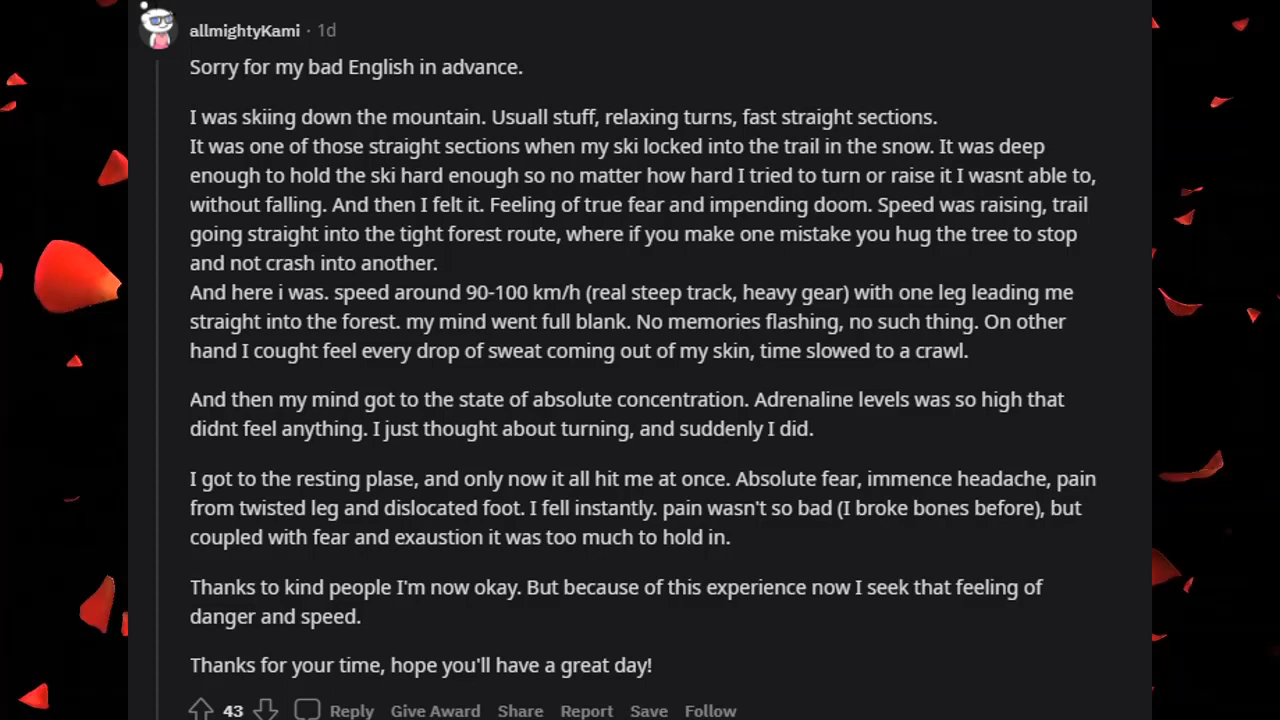 allmightyKami · 1d
Sorry for my bad English in advance.
I was skiing down the mountain. Usuall stuff, relaxing turns, fast straight sections.
It was one of those straight sections when my ski locked into the trail in the snow. It was deep
enough to hold the ski hard enough so no matter how hard I tried to turn or raise it I wasnt able to,
without falling. And then I felt it. Feeling of true fear and impending doom. Speed was raising, trail
going straight into the tight forest route, where if you make one mistake you hug the tree to stop
and not crash into another.
And here i was. speed around 90-100 km/h (real steep track, heavy gear) with one leg leading me
straight into the forest. my mind went full blank. No memories flashing, no such thing. On other
hand I cought feel every drop of sweat coming out of my skin, time slowed to a crawl.
And then my mind got to the state of absolute concentration. Adrenaline levels was so high that
didnt feel anything. I just thought about turning, and suddenly I did.
I got to the resting plase, and only now it all hit me at once. Absolute fear, immence headache, pain
from twisted leg and dislocated foot. I fell instantly. pain wasn't so bad (I broke bones before), but
coupled with fear and exaustion it was too much to hold in.
Thanks to kind people I'm now okay. But because of this experience now I seek that feeling of
danger and speed.
Thanks for your time, hope you'll have a great day!
43 Reply Give Award Share Report Save Follow